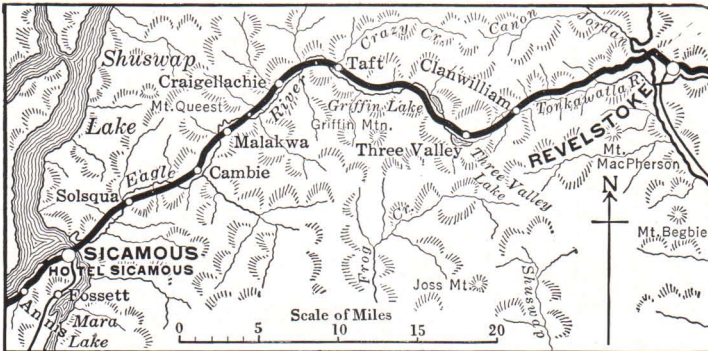 Shuswap
Lake
Crazy Cr.
Canon
Jordan
Taft
Craigellachie
Clanwilliam
Mt. Queest
River
Griffin Lake
Griffin Mtn.
Tonkawatla R.
REVELSTOKE
Malakwa
Three Valley
Three Valley
Lake
Mt.
MacPherson
Eagle
Cambie
Solsqua
N
Frog
Cr.
Mt. Begbie
SICAMOUS
HOTEL SICAMOUS
Joss Mt.
Shuswap
Fossett
Ann's
Mara
Lake
Scale of Miles
0 5 10 15 20